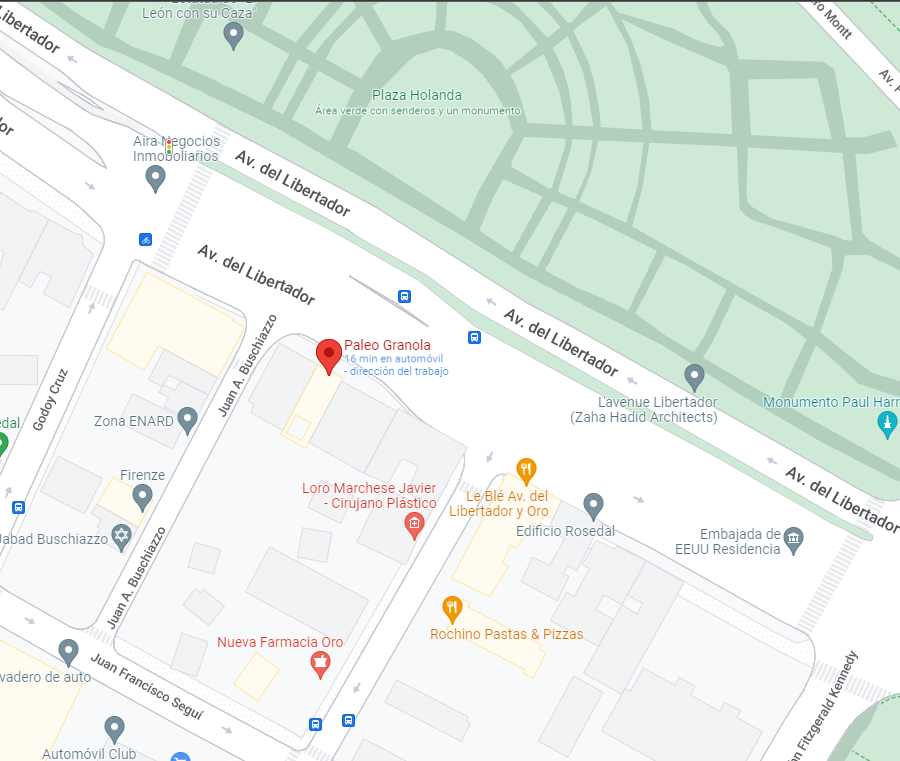 León con su Caza"
Libertador
Plaza Holanda
Área verde con senderos y un monumento
Montt
Av.
Aira Negocios
Inmobiliarios
Av. del Libertador
Av. del Libertador
Av. del Libertador
Juan A. Buschiazzo
Paleo Granola
16 min en automóvil
- dirección del trabajo
L'avenue Libertador
(Zaha Hadid Architects)
Monumento Paul Harr
Godoy Cruz
Zona ENARD
edal
Firenze
Loro Marchese Javier
- Cirujano Plástico
Le Blé Av. del
Libertador y Oro
Edificio Rosedal
Av. del Libertador
Embajada de
EEUU Residencia
Jabad Buschiazzo
Juan A. Buschiazzo
Rochino Pastas & Pizzas
Nueva Farmacia Oro
vadero de auto
Juan Francisco Seguí
Fitzgerald Kennedy
Automóvil Club